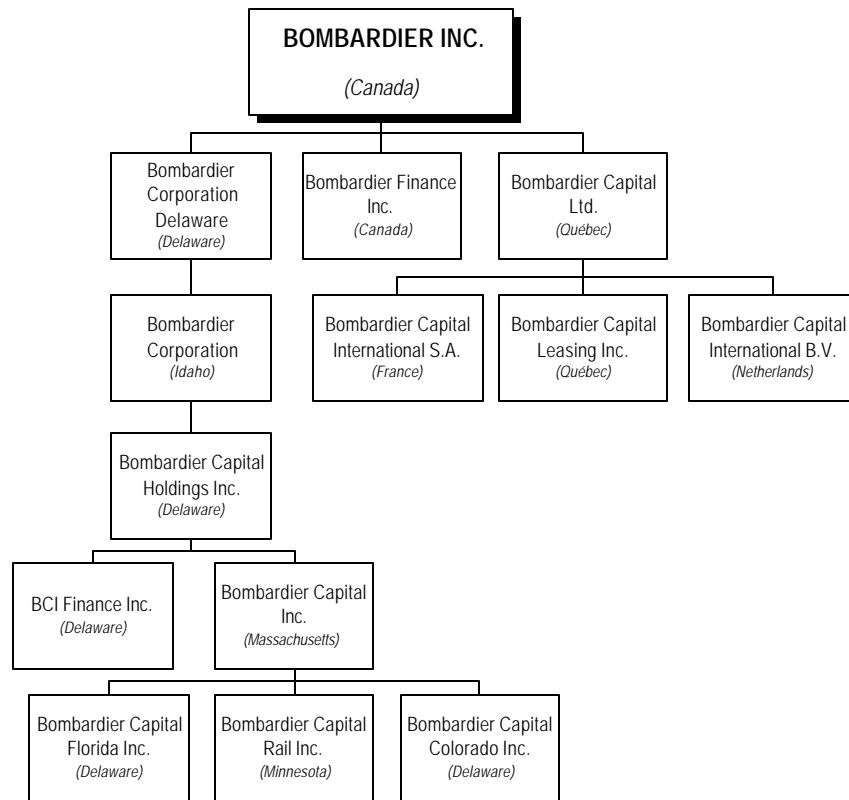 BOMBARDIER INC.
(Canada)
Bombardier
Corporation
Delaware
(Delaware)
Bombardier Finance
Inc.
(Canada)
Bombardier Capital
Ltd.
(Québec)
Bombardier
Corporation
(Idaho)
Bombardier Capital
International S.A.
(France)
Bombardier Capital
Leasing Inc.
(Québec)
Bombardier Capital
International B.V.
(Netherlands)
Bombardier Capital
Holdings Inc.
(Delaware)
BCI Finance Inc.
(Delaware)
Bombardier Capital
Inc.
(Massachusetts)
Bombardier Capital
Florida Inc.
(Delaware)
Bombardier Capital
Rail Inc.
(Minnesota)
Bombardier Capital
Colorado Inc.
(Delaware)